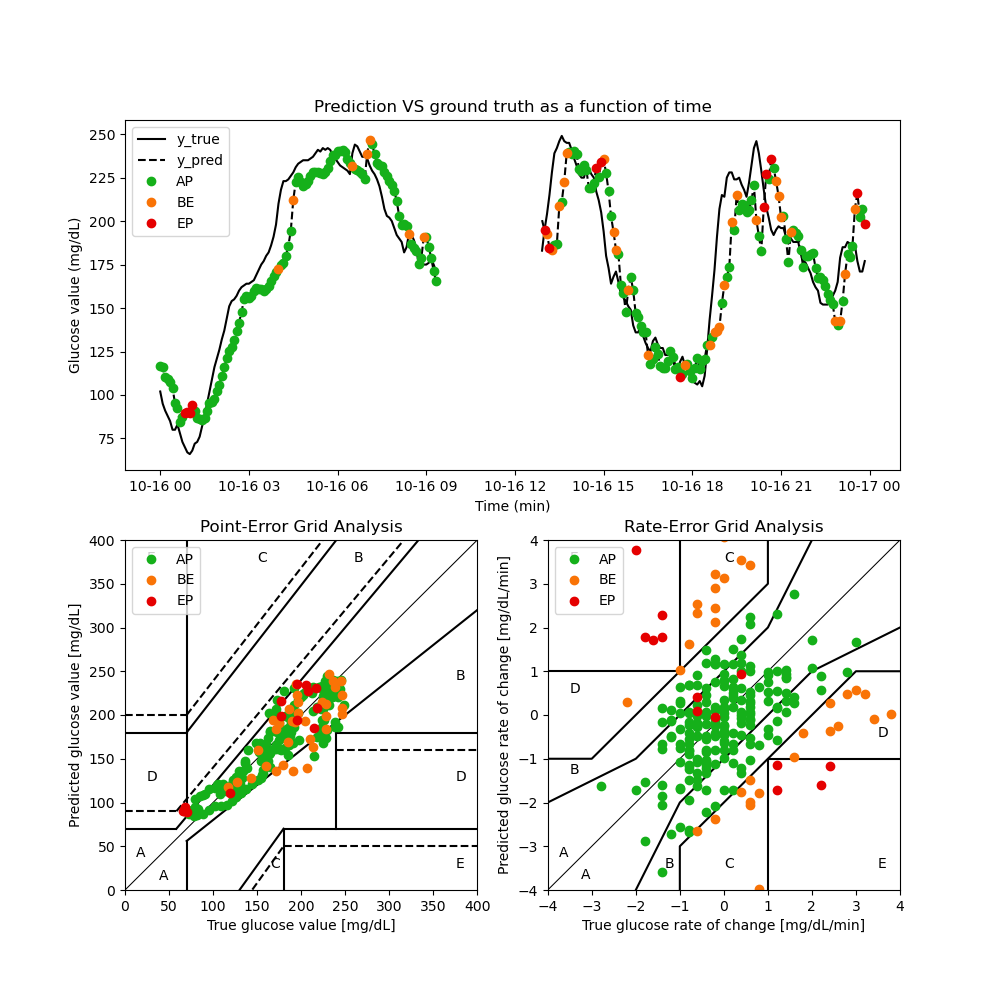 Prediction VS ground truth as a function of time
Glucose value (mg/dL)
250
225
200
175
150
125
100
75
y_true
y_pred
AP
BE
EP
10-16 00 10-16 03 10-16 06 10-16 09 10-16 12 10-16 15 10-16 18 10-16 21 10-17 00
Time (min)
Point-Error Grid Analysis
Predicted glucose value [mg/dL]
400
350
300
250
200
150
100
50
0
AP
BE
EP
C B
B
D D
A
A
C E
0 50 100 150 200 250 300 350 400
True glucose value [mg/dL]
Rate-Error Grid Analysis
Predicted glucose rate of change [mg/dL/min]
4
3
2
1
0
−1
−2
−3
−4
AP
BE
EP
C
D
D
B
A
A
B C E
−4 −3 −2 −1 0 1 2 3 4
True glucose rate of change [mg/dL/min]